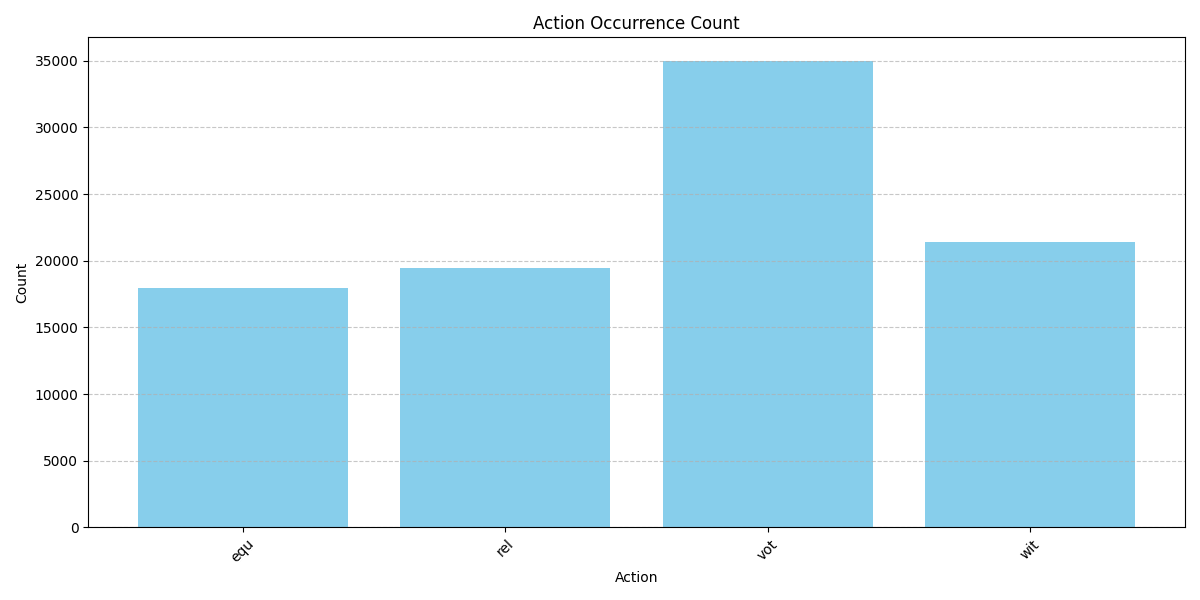 Action Occurrence Count
Count
35000
30000
25000
20000
15000
10000
5000
0
equ
rel
vot
wit
Action